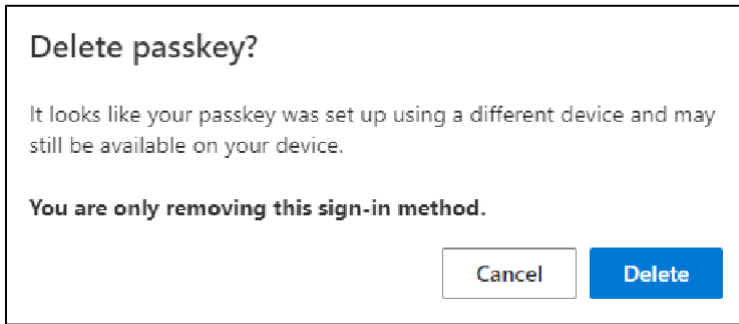 Delete passkey?
It looks like your passkey was set up using a different device and may
still be available on your device.
You are only removing this sign-in method.
Cancel
Delete